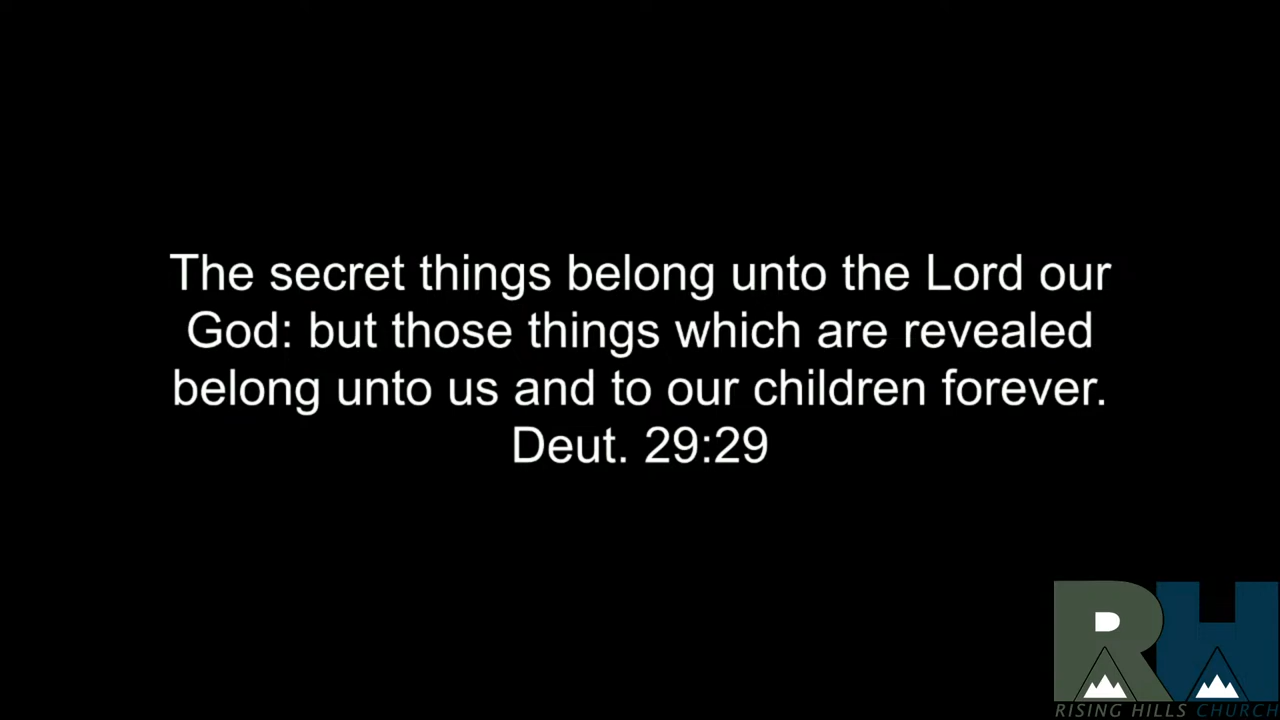 The secret things belong unto the Lord our
God: but those things which are revealed
belong unto us and to our children forever.
Deut. 29:29
RH
RISING HILLS CHURCH